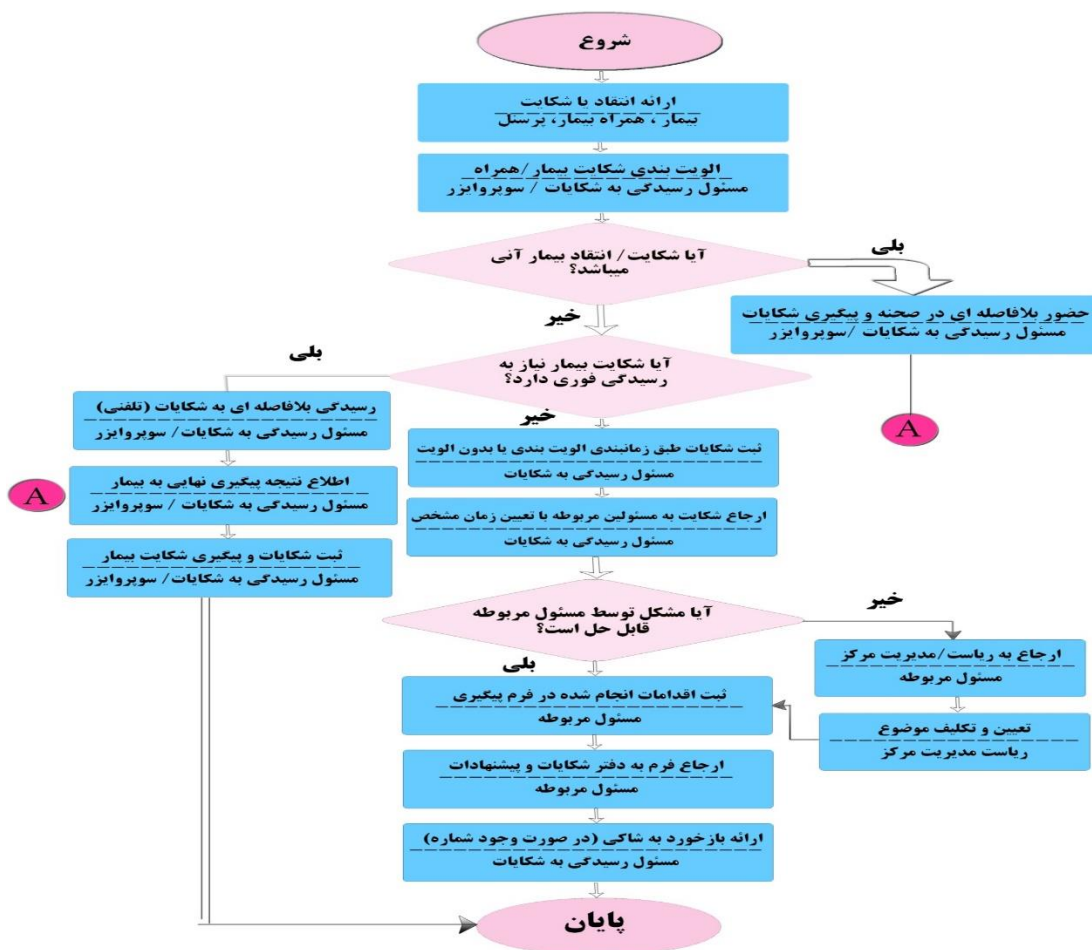 شروع
ارائه انتقاد یا شکایت
بیمار ، همراه بیمار، پرسنل
الویت بندی شکایت بیمار /همراه
مسئول رسیدگی به شکایات / سوپروایزر
آیا شکایت/ انتقاد بیمار آنی
میباشد؟
بلی
حضور بلافاصله ای در صحنه و پیگیری شکایات
مسئول رسیدگی به شکایات /سوپروایزر
A
خیر
آیا شکایت بیمار نیاز به
رسیدگی فوری دارد؟
بلی
رسیدگی بلافاصله ای به شکایات (تلفنی)
مسئول رسیدگی به شکایات/ سوپروایزر
اطلاع نتیجه پیگیری نهایی به بیمار
مسئول رسیدگی به شکایات / سوپروایزر
A
ثبت شکایات و پیگیری شکایت بیمار
مسئول رسیدگی به شکایات/ سوپروایزر
خیر
ثبت شکایات طبق زمانبندی الویت بندی یا بدون الویت
مسئول رسیدگی به شکایات
ارجاع شکایت به مسئولین مربوطه با تعیین زمان مشخص
مسئول رسیدگی به شکایات
آیا مشکل توسط مسئول مربوطه
قابل حل است؟
خیر
ارجاع به ریاست/مدیریت مرکز
مسئول مربوطه
تعیین و تکلیف موضوع
ریاست مدیریت مرکز
بلی
ثبت اقدامات انجام شده در فرم پیگیری
مسئول مربوطه
ارجاع فرم به دفتر شکایات و پیشنهادات
مسئول مربوطه
ارائه بازخورد به شاکی (در صورت وجود شماره)
مسئول رسیدگی به شکایات
پایان